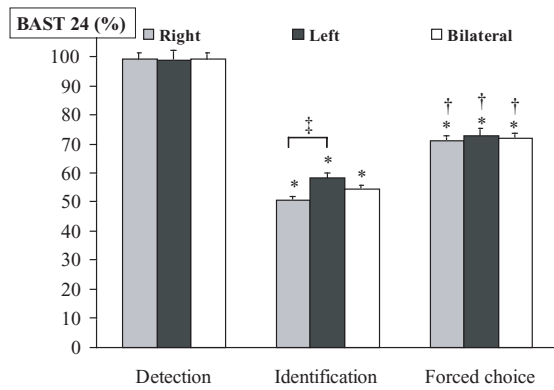 BAST 24 (%)
Right Left Bilateral
100
90
80
70
60
50
40
30
20
10
0
‡
* * *
† † †
* * *
Detection Identification Forced choice